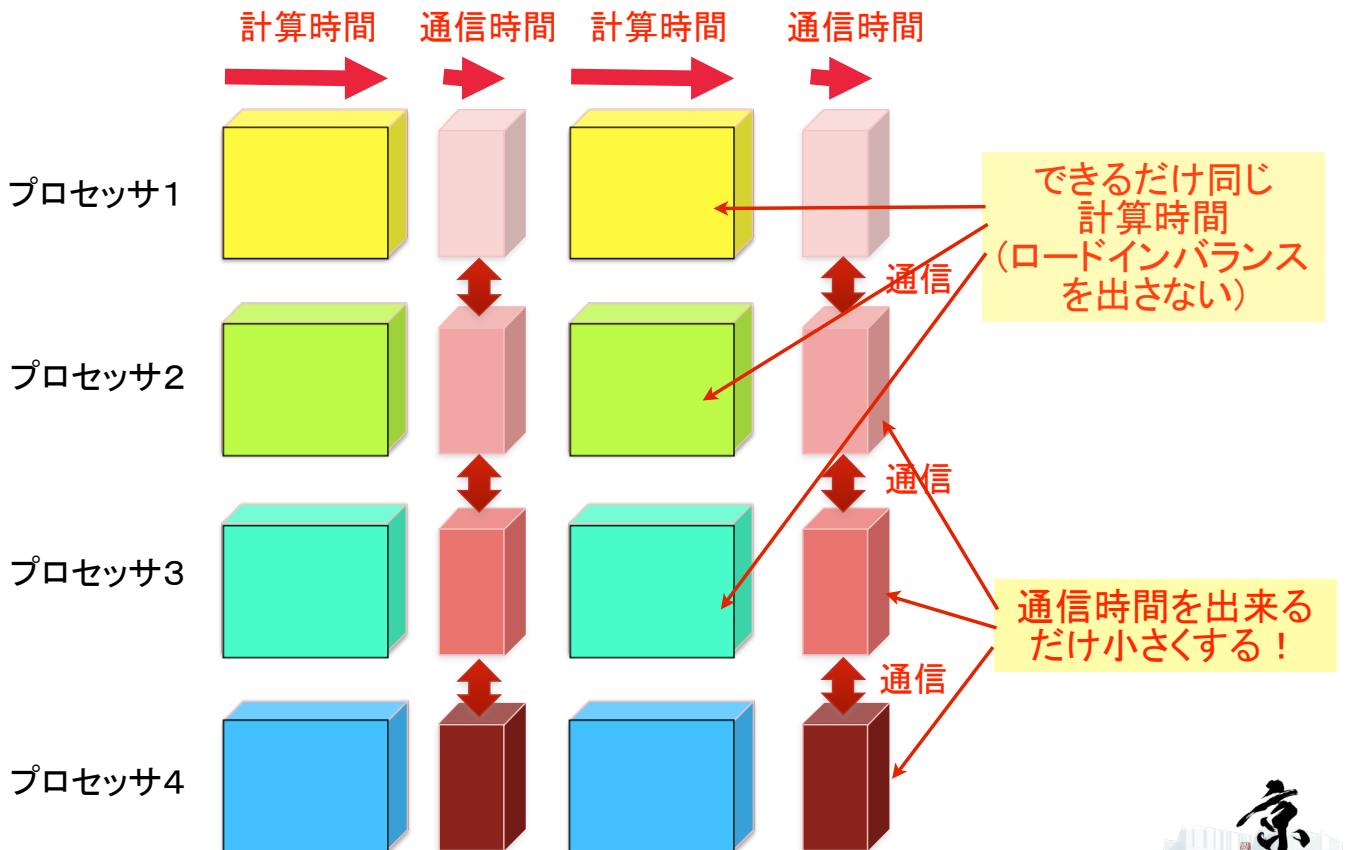 計算時間 通信時間 計算時間 通信時間
プロセッサ1
できるだけ同じ
計算時間
(ロードインバランス
を出さない)
通信
プロセッサ2
通信
プロセッサ3
通信時間を出来る
だけ小さくする！
通信
プロセッサ4
京